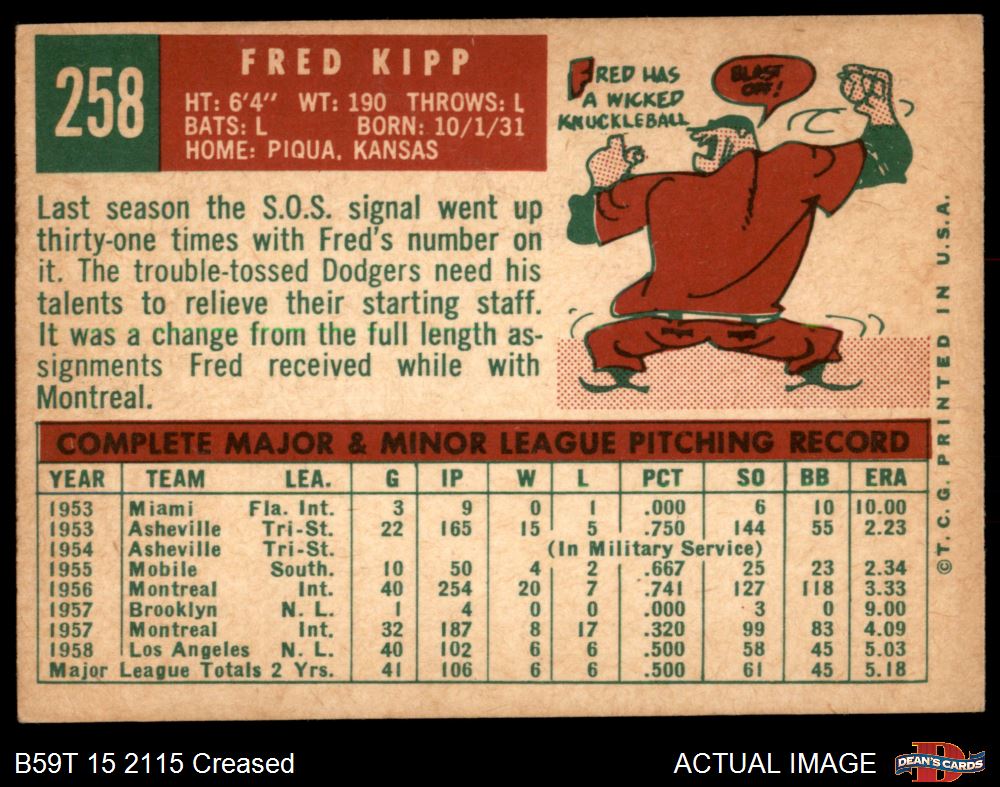 258
FRED KIPP
HT: 6'4" WT: 190 THROWS: L
BATS: L BORN: 10/1/31
HOME: PIQUA, KANSAS
FRED HAS
A WICKED
KNUCKLEBALL
BLAST
OFF!
Last season the S.O.S. signal went up
thirty-one times with Fred's number on
it. The trouble-tossed Dodgers need his
talents to relieve their starting staff.
It was a change from the full length as-
signments Fred received while with
Montreal.
COMPLETE MAJOR & MINOR LEAGUE PITCHING RECORD
YEAR TEAM LEA. G IP W L PCT SO BB ERA
1953 Miami Fla. Int. 3 9 0 1 .000 6 10 10.00
1953 Asheville Tri-St. 22 165 15 5 .750 144 55 2.23
1954 Asheville Tri-St. (In Military Service)
1955 Mobile South. 10 50 4 2 .667 25 23 2.34
1956 Montreal Int. 40 254 20 7 .741 127 118 3.33
1957 Brooklyn N. L. 1 4 0 0 .000 3 0 9.00
1957 Montreal Int. 32 187 8 17 .320 99 83 4.09
1958 Los Angeles N. L. 40 102 6 6 .500 58 45 5.03
Major League Totals 2 Yrs. 41 106 6 6 .500 61 45 5.18
© T. C. G. PRINTED IN U. S. A.
B59T 15 2115 Creased
ACTUAL IMAGE
DEAN'S CARDS